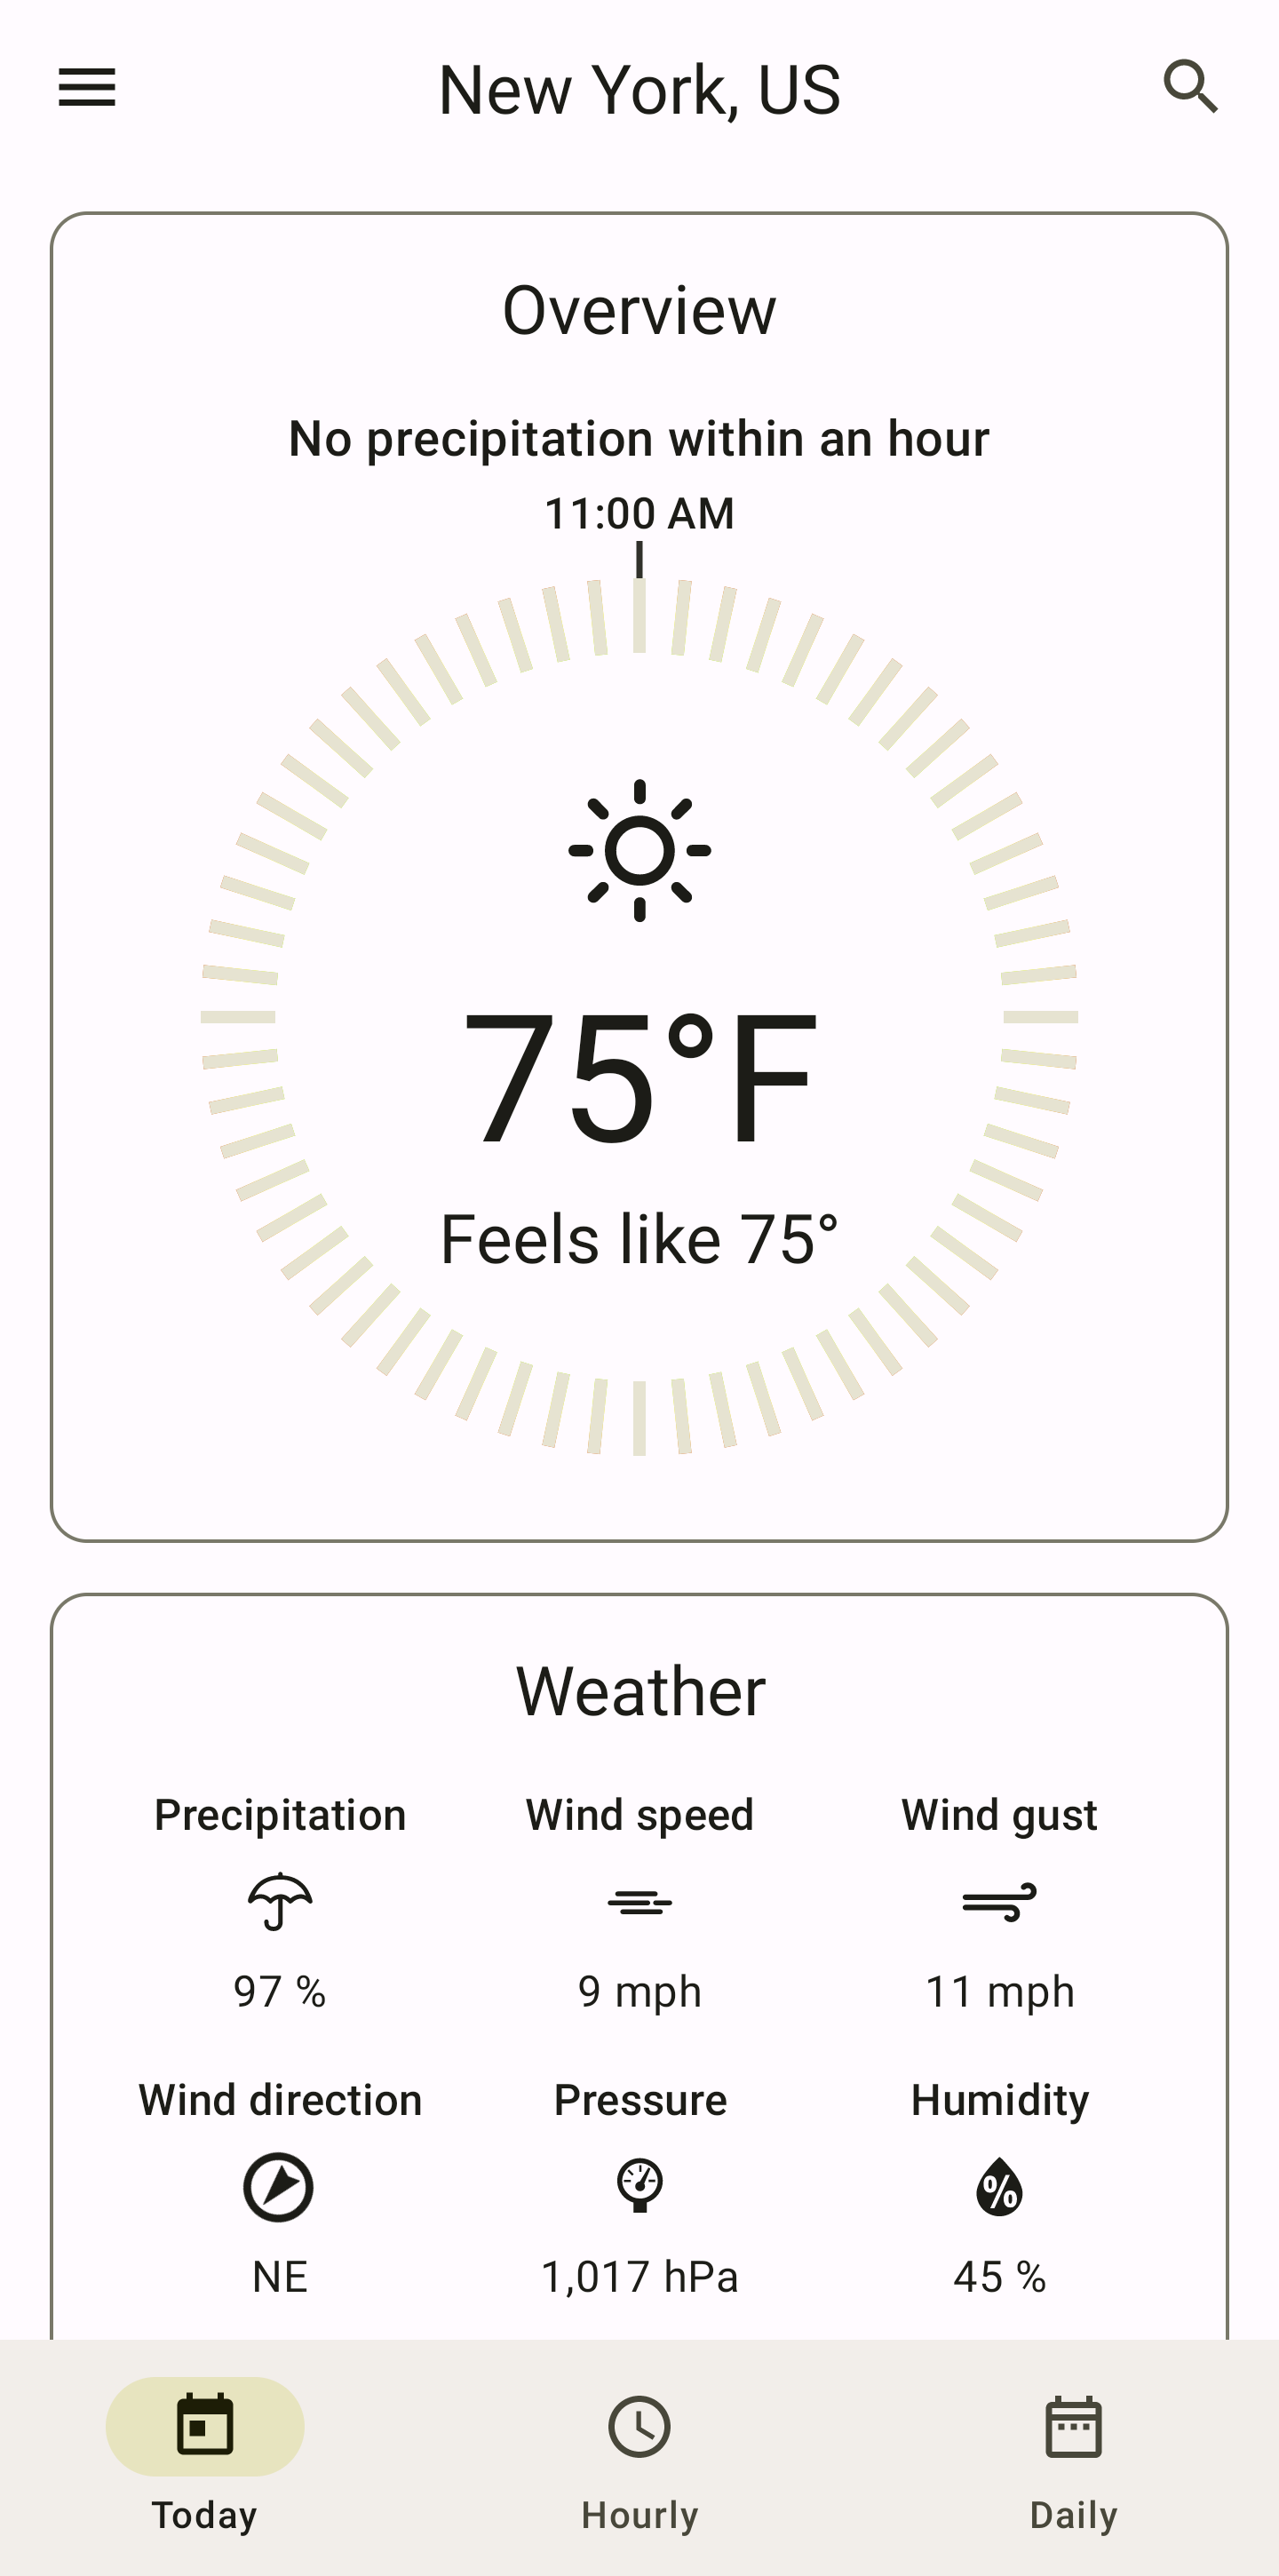 New York, US
Overview
No precipitation within an hour
11:00 AM
75°F
Feels like 75°
Weather
Precipitation Wind speed Wind gust
97 % 9 mph 11 mph
Wind direction Pressure Humidity
%
NE 1,017 hPa 45 %
Today Hourly Daily